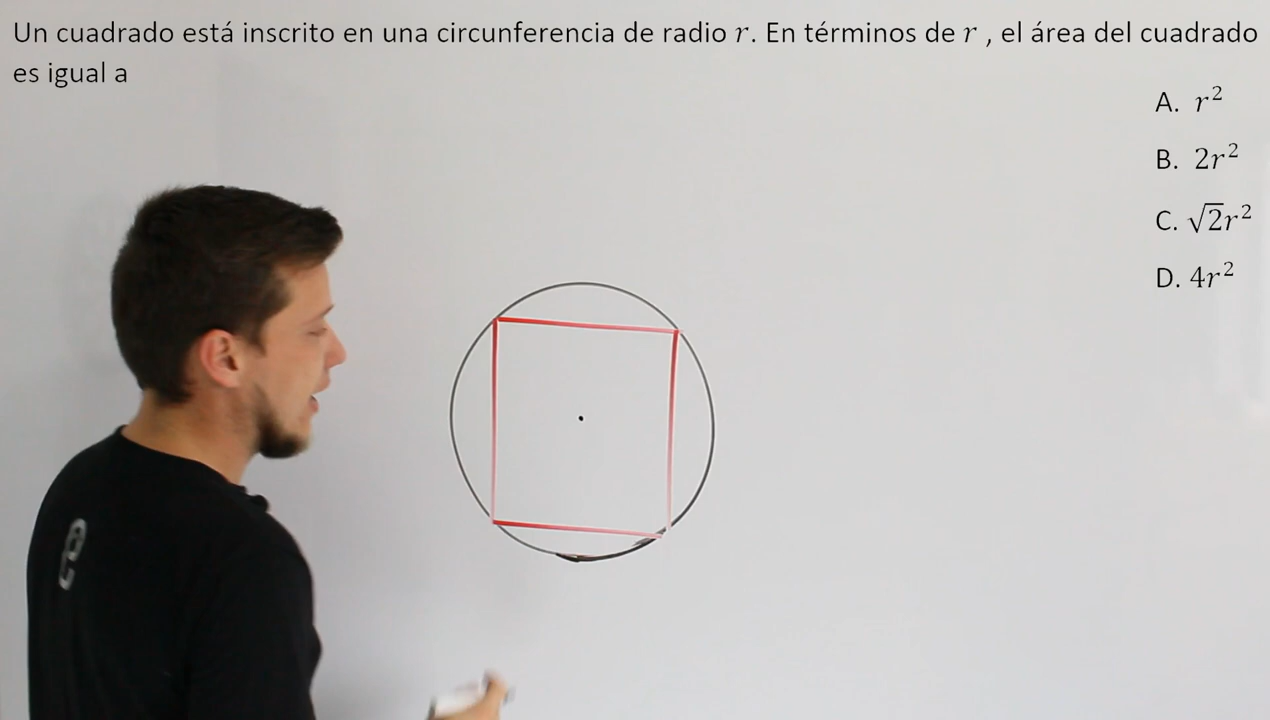 Un cuadrado está inscrito en una circunferencia de radio r. En términos de r , el área del cuadrado
es igual a
A. r²
B. 2r²
C. √2r²
D. 4r²